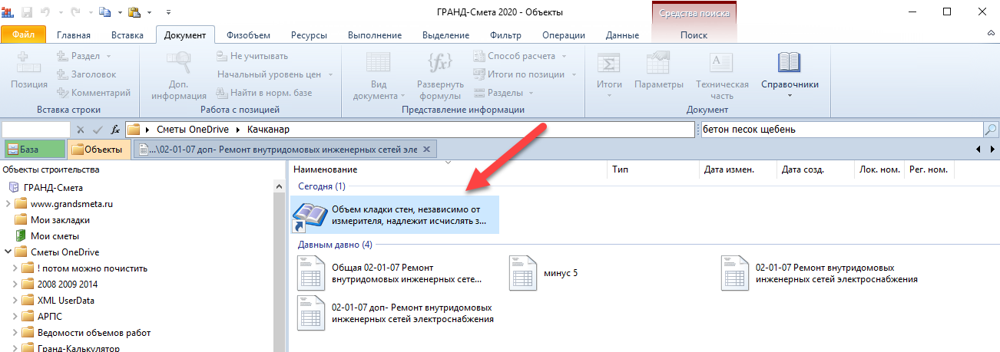 ГРАНД-Смета 2020 - Объекты
Средства поиска
Файл Главная Вставка Документ Физобъем Ресурсы Выполнение Выделение Фильтр Операции Данные Поиск
Позиция
Раздел
Заголовок
Комментарий
Вставка строки
Доп. информация
Не учитывать
Начальный уровень цен
Найти в норм. базе
Работа с позицией
Вид документа
Развернуть формулы
Способ расчета
Итоги по позиции
Разделы
Представление информации
Итоги
Параметры
Техническая часть
Справочники
Документ
fx
Сметы OneDrive Качканар
бетон песок щебень
База
Объекты
...\02-01-07 доп- Ремонт внутридомовых инженерных сетей эле
Объекты строительства
ГРАНД-Смета
www.grandsmeta.ru
Мои закладки
Мои сметы
Сметы OneDrive
! потом можно почистить
2008 2009 2014
XML UserData
АРПС
Ведомости объемов работ
Гранд-Калькулятор
Наименование Тип Дата измен. Дата созд. Лок. ном. Рег. ном.
Сегодня (1)
Объем кладки стен, независимо от
измерителя, надлежит исчислять з...
Давным давно (4)
Общая 02-01-07 Ремонт
внутридомовых инженерных сете...
минус 5
02-01-07 Ремонт внутридомовых
инженерных сетей электроснабжения
02-01-07 доп- Ремонт внутридомовых
инженерных сетей электроснабжения